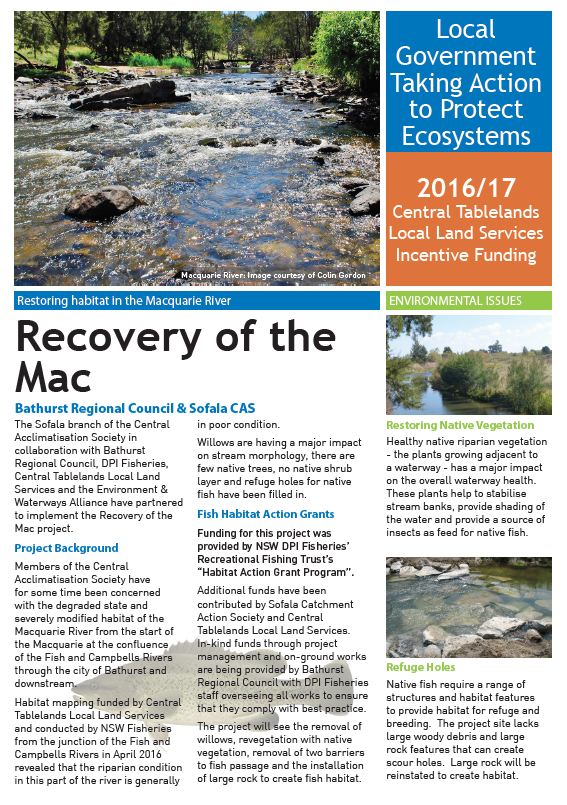 Local
Government
Taking Action
to Protect
Ecosystems
2016/17
Central Tablelands
Local Land Services
Incentive Funding
Macquarie River: Image courtesy of Colin Gordon
Restoring habitat in the Macquarie River
ENVIRONMENTAL ISSUES
Recovery of the
Mac
Bathurst Regional Council & Sofala CAS
The Sofala branch of the Central
Acclimatisation Society in
collaboration with Bathurst
Regional Council, DPI Fisheries,
Central Tablelands Local Land
Services and the Environment &
Waterways Alliance have partnered
to implement the Recovery of the
Mac project.
Project Background
Members of the Central
Acclimatisation Society have
for some time been concerned
with the degraded state and
severely modified habitat of the
Macquarie River from the start of
the Macquarie at the confluence
of the Fish and Campbells Rivers
through the city of Bathurst and
downstream.
Habitat mapping funded by Central
Tablelands Local Land Services
and conducted by NSW Fisheries
from the junction of the Fish and
Campbells Rivers in April 2016
revealed that the riparian condition
in this part of the river is generally
in poor condition.
Willows are having a major impact
on stream morphology, there are
few native trees, no native shrub
layer and refuge holes for native
fish have been filled in.
Fish Habitat Action Grants
Funding for this project was
provided by NSW DPI Fisheries’
Recreational Fishing Trust’s
“Habitat Action Grant Program”.
Additional funds have been
contributed by Sofala Catchment
Action Society and Central
Tablelands Local Land Services.
In-kind funds through project
management and on-ground works
are being provided by Bathurst
Regional Council with DPI Fisheries
staff overseeing all works to ensure
that they comply with best practice.
The project will see the removal of
willows, revegetation with native
vegetation, removal of two barriers
to fish passage and the installation
of large rock to create fish habitat.
Restoring Native Vegetation
Healthy native riparian vegetation
- the plants growing adjacent to
a waterway - has a major impact
on the overall waterway health.
These plants help to stabilise
stream banks, provide shading of
the water and provide a source of
insects as feed for native fish.
Refuge Holes
Native fish require a range of
structures and habitat features
to provide habitat for refuge and
breeding. The project site lacks
large woody debris and large
rock features that can create
scour holes. Large rock will be
reinstated to create habitat.